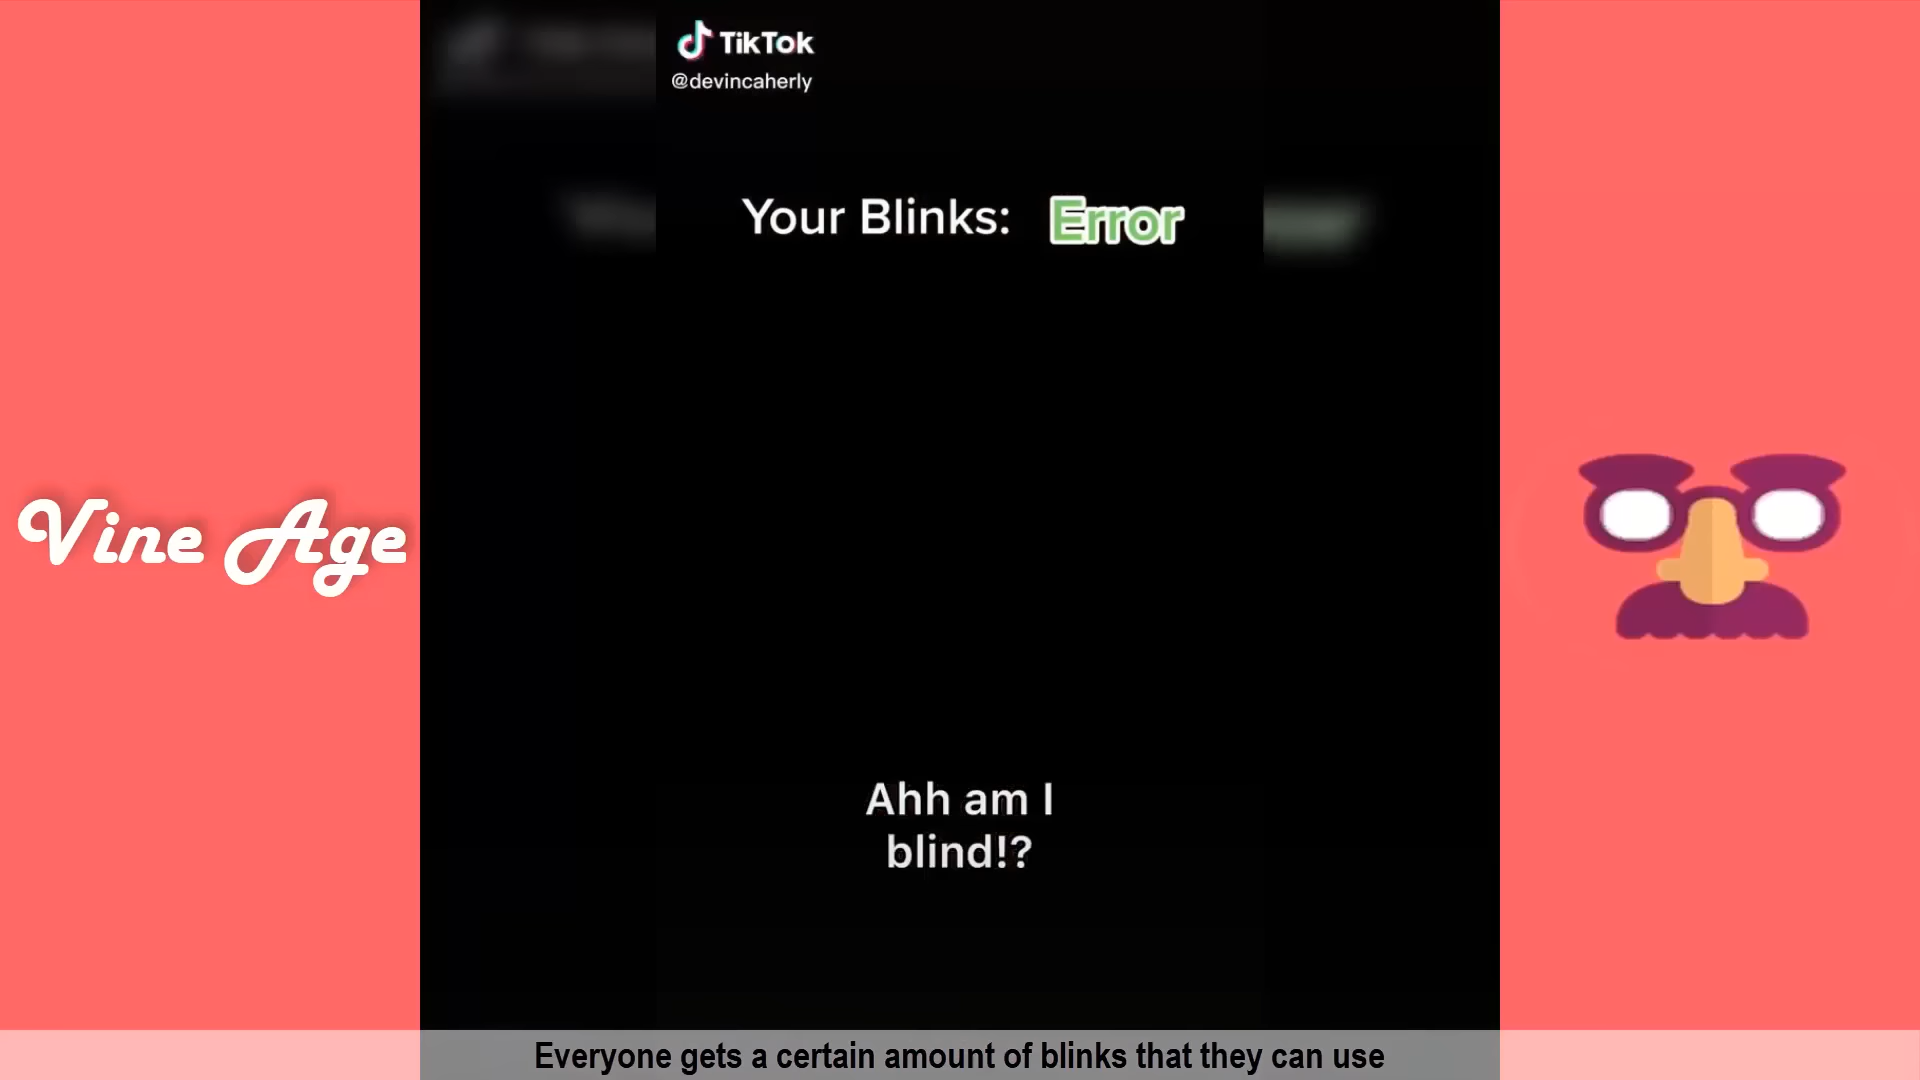 TikTok
@devincaherly
Your Blinks: Error
Vine Age
Ahh am I
blind!?
Everyone gets a certain amount of blinks that they can use